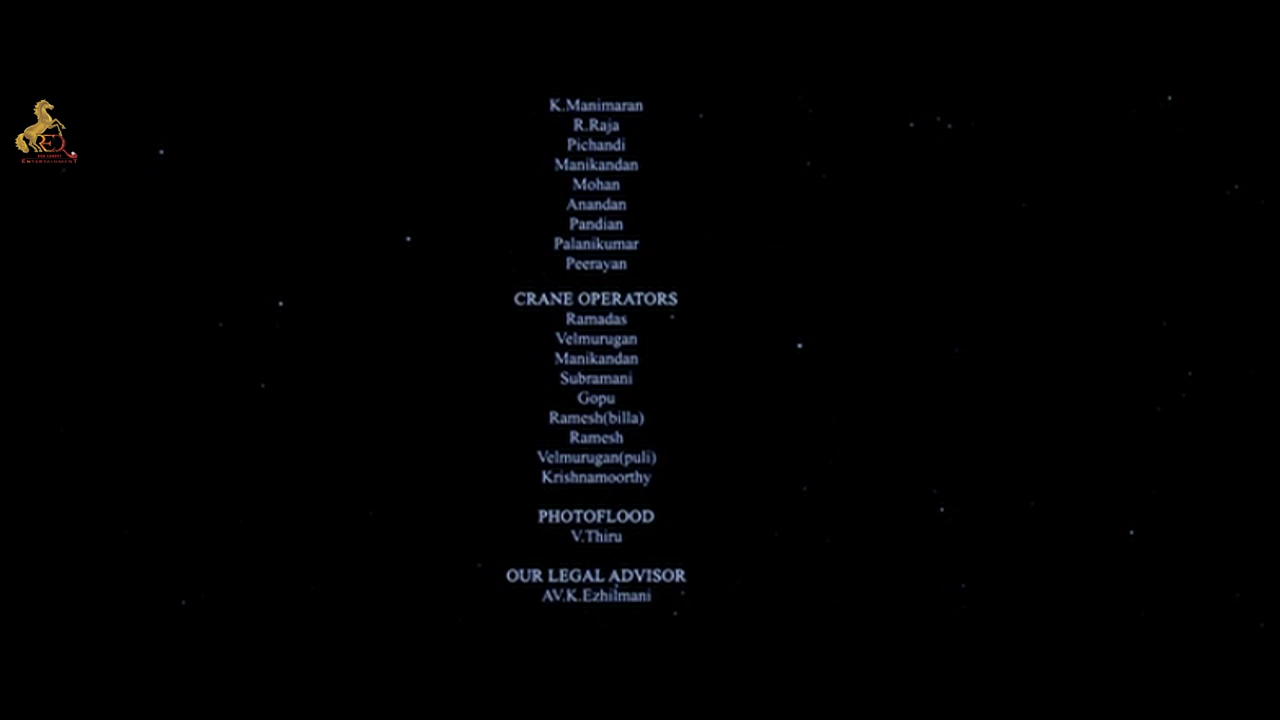 K.Manimaran
R.Raja
Pichandi
Manikandan
Mohan
Anandan
Pandian
Palanikumar
Peerayan
CRANE OPERATORS
Ramadas
Velmurugan
Manikandan
Subramani
Gopu
Ramesh(billa)
Ramesh
Velmurugan(puli)
Krishnamoorthy
PHOTOFLOOD
V.Thiru
OUR LEGAL ADVISOR
AV.K.Ezhilmani
ENTERTAINMENT